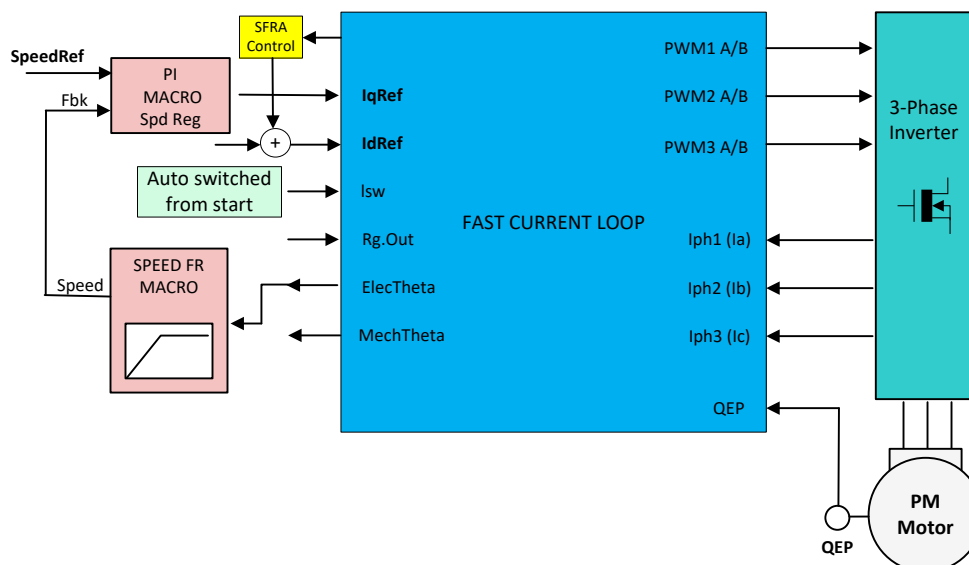 SFRA
Control
SpeedRef
PI
MACRO
Spd Reg
Fbk
+
Auto switched
from start
Speed
SPEED FR
MACRO
IqRef
IdRef
lsw
Rg.Out
ElecTheta
MechTheta
FAST CURRENT LOOP
PWM1 A/B
PWM2 A/B
PWM3 A/B
Iph1 (Ia)
Iph2 (Ib)
Iph3 (Ic)
QEP
3-Phase
Inverter
PM
Motor
QEP